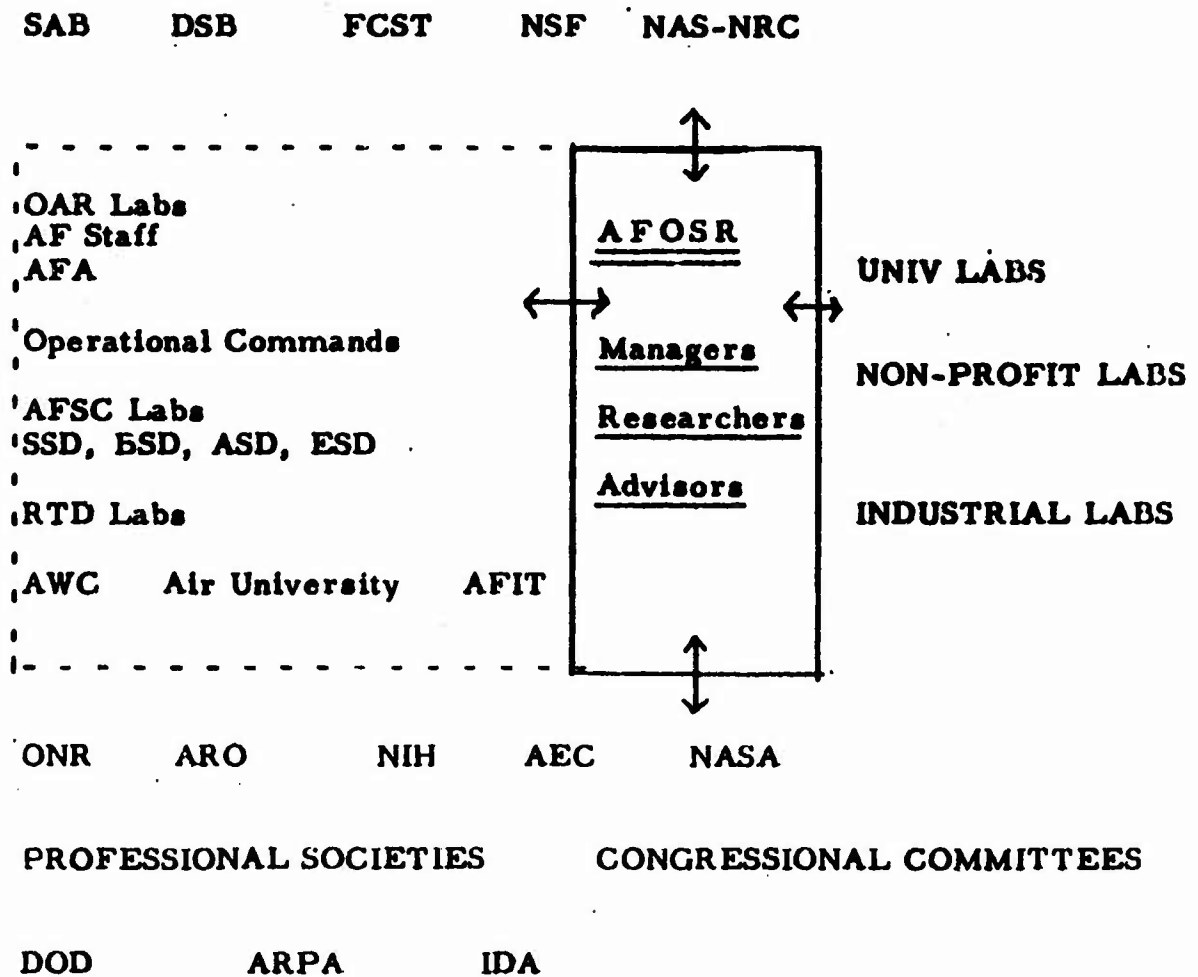 SAB DSB FCST NSF NAS-NRC
OAR Labs
AF Staff
AFA
Operational Commands
AFSC Labs
SSD, BSD, ASD, ESD
RTD Labs
AWC Air University AFIT
AFOSR
Managers
Researchers
Advisors
UNIV LABS
NON-PROFIT LABS
INDUSTRIAL LABS
ONR ARO NIH AEC NASA
PROFESSIONAL SOCIETIES CONGRESSIONAL COMMITTEES
DOD ARPA IDA